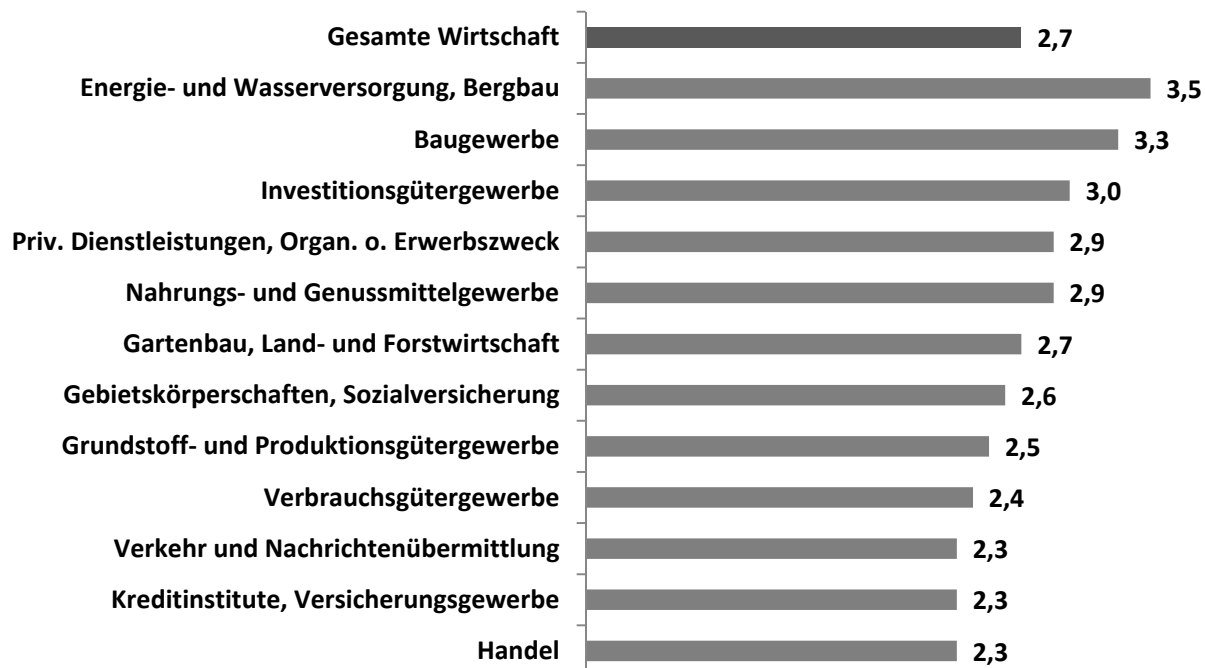 Gesamte Wirtschaft 2,7
Energie- und Wasserversorgung, Bergbau 3,5
Baugewerbe 3,3
Investitionsgütergewerbe 3,0
Priv. Dienstleistungen, Organ. o. Erwerbszweck 2,9
Nahrungs- und Genussmittelgewerbe 2,9
Gartenbau, Land- und Forstwirtschaft 2,7
Gebietskörperschaften, Sozialversicherung 2,6
Grundstoff- und Produktionsgütergewerbe 2,5
Verbrauchsgütergewerbe 2,4
Verkehr und Nachrichtenübermittlung 2,3
Kreditinstitute, Versicherungsgewerbe 2,3
Handel 2,3